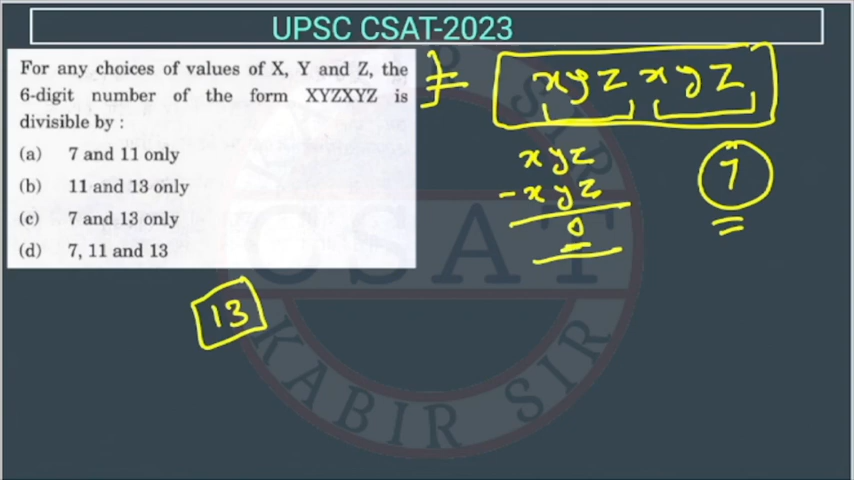 UPSC CSAT-2023
For any choices of values of X, Y and Z, the
6-digit number of the form XYZXYZ is
divisible by :
(a) 7 and 11 only
(b) 11 and 13 only
(c) 7 and 13 only
(d) 7, 11 and 13
xyz xyz
xyz
-xyz
0
7
13
CSAT
KABIR SIR